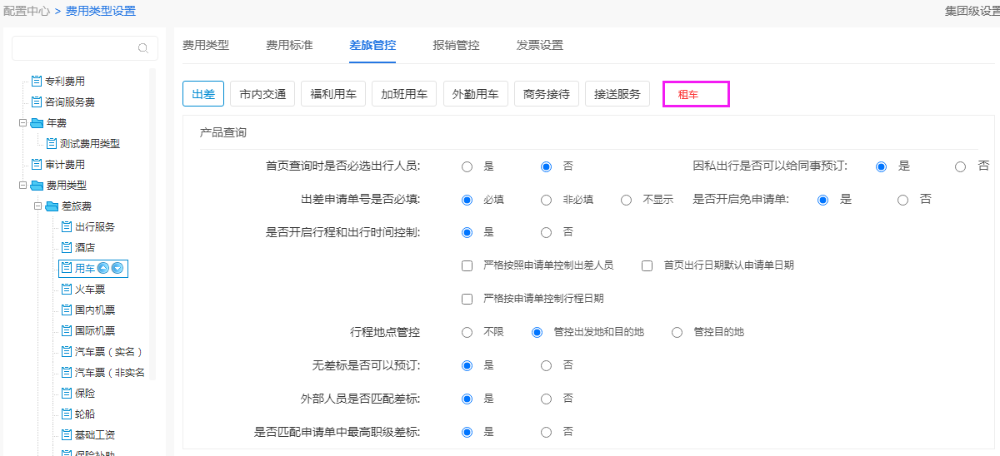 配置中心 > 费用类型设置
集团级设置
专利费用
咨询服务费
年费
测试费用类型
审计费用
费用类型
差旅费
出行服务
酒店
用车
火车票
国内机票
国际机票
汽车票（实名）
汽车票（非实名
保险
轮船
基础工资
保险补助
费用类型 费用标准 差旅管控 报销管控 发票设置
出差 市内交通 福利用车 加班用车 外勤用车 商务接待 接送服务 租车
产品查询
首页查询时是否必选出行人员: 是 否 因私出行是否可以给同事预订: 是 否
出差申请单号是否必填: 必填 非必填 不显示 是否开启免申请单: 是 否
是否开启行程和出行时间控制: 是 否
严格按照申请单控制出差人员 首页出行日期默认申请单日期
严格按申请单控制行程日期
行程地点管控 不限 管控出发地和目的地 管控目的地
无差标是否可以预订: 是 否
外部人员是否匹配差标: 是 否
是否匹配申请单中最高职级差标: 是 否